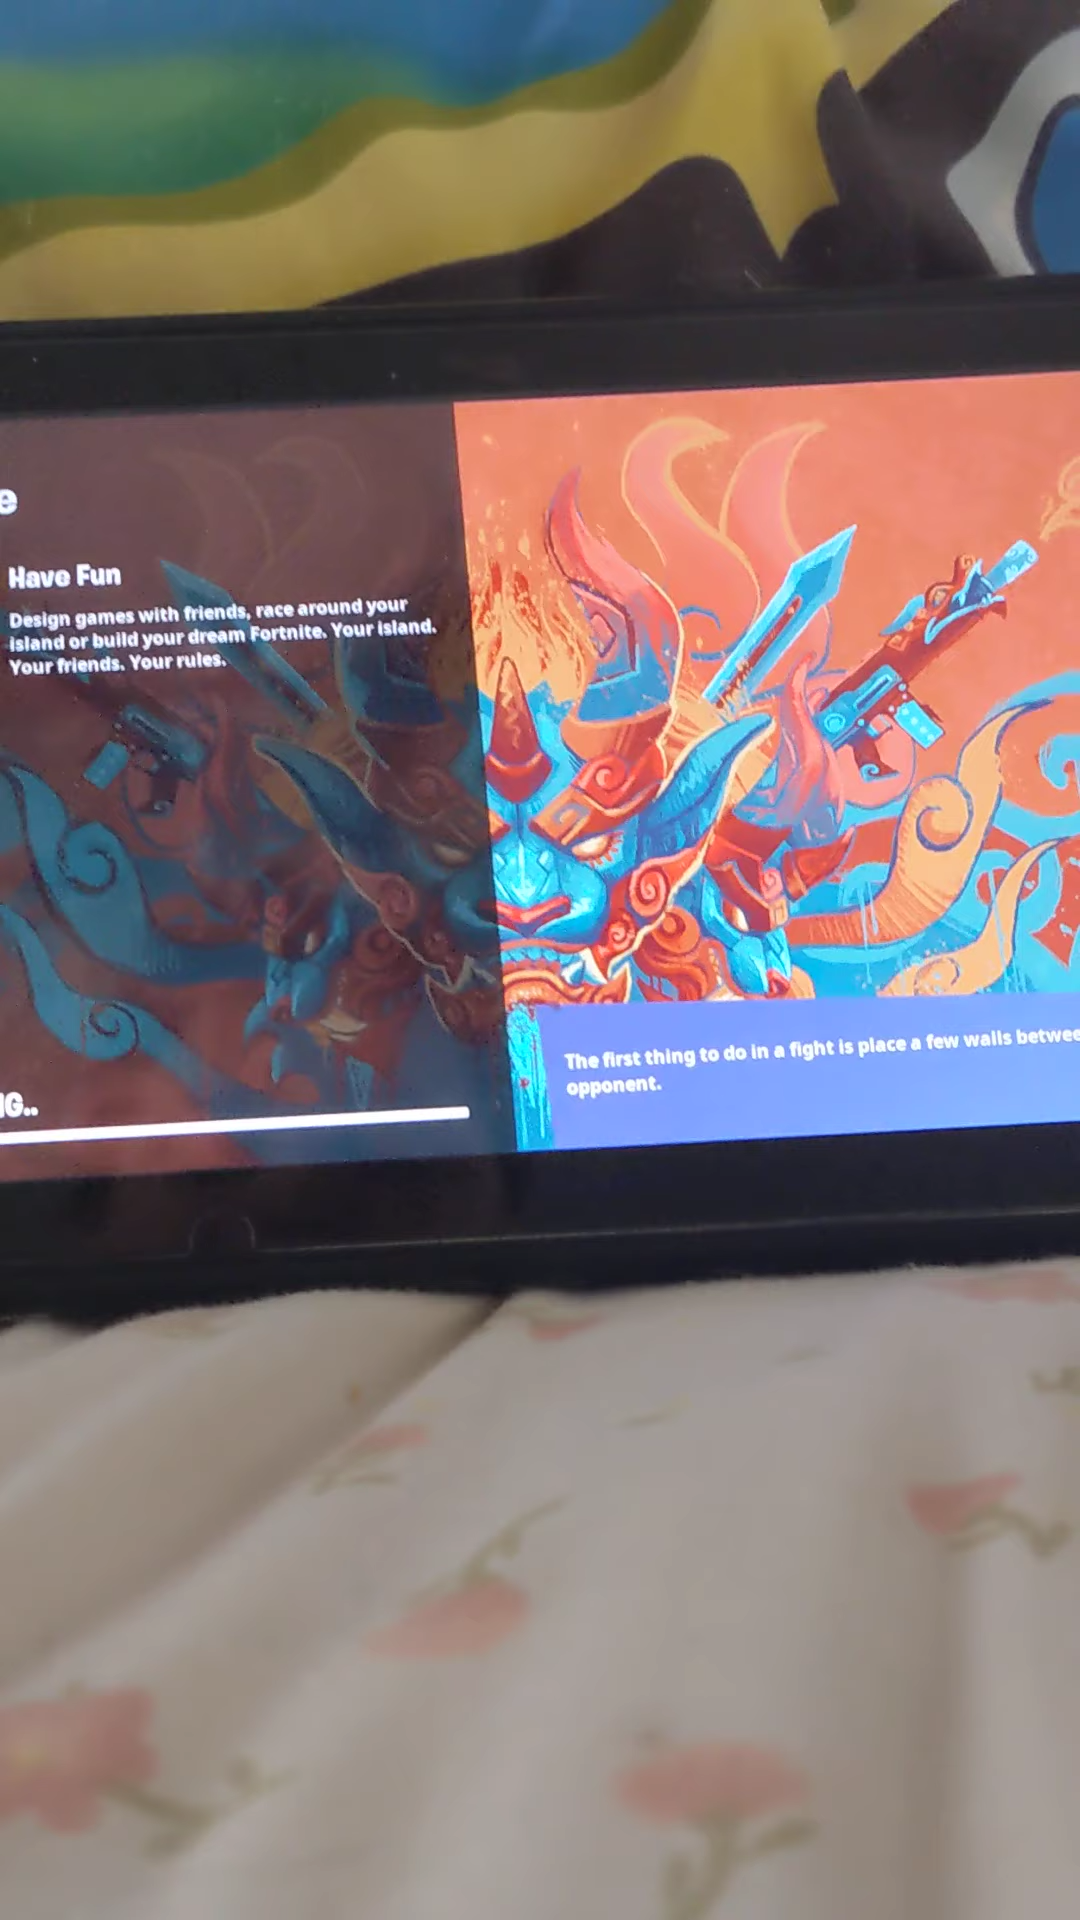 e
Have Fun
Design games with friends, race around your
island or build your dream Fortnite. Your island.
Your friends. Your rules.
The first thing to do in a fight is place a few walls betwee
opponent.
IG..